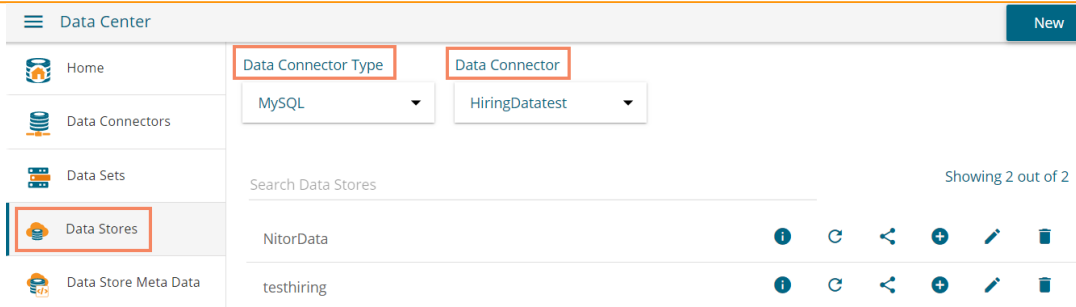 Data Center
New
Home
Data Connectors
Data Sets
Data Stores
Data Store Meta Data
Data Connector Type
Data Connector
MySQL
HiringDatatest
Search Data Stores
Showing 2 out of 2
NitorData
testhiring